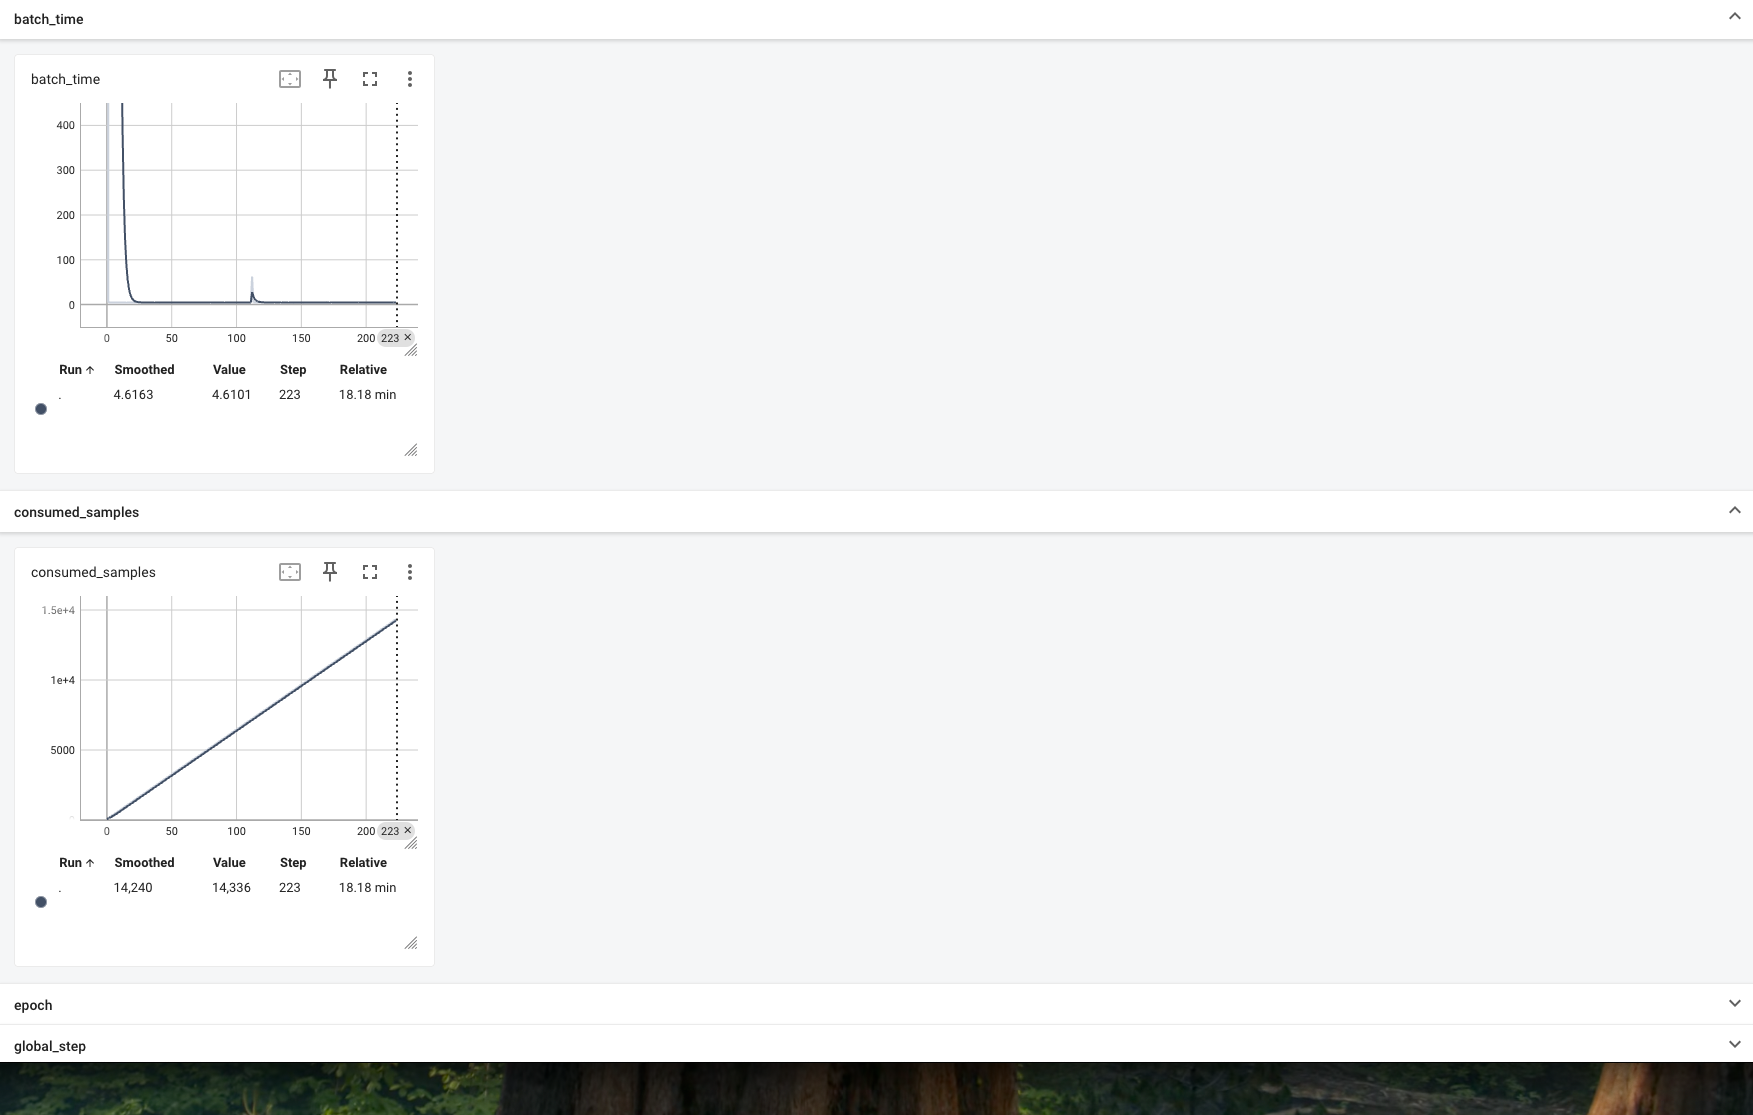 batch_time
batch_time
400
300
200
100
0
0 50 100 150 200 223 ×
Run ↑ Smoothed Value Step Relative
. 4.6163 4.6101 223 18.18 min
consumed_samples
consumed_samples
1.5e+4
1e+4
5000
0 50 100 150 200 223 ×
Run ↑ Smoothed Value Step Relative
. 14,240 14,336 223 18.18 min
epoch
global_step